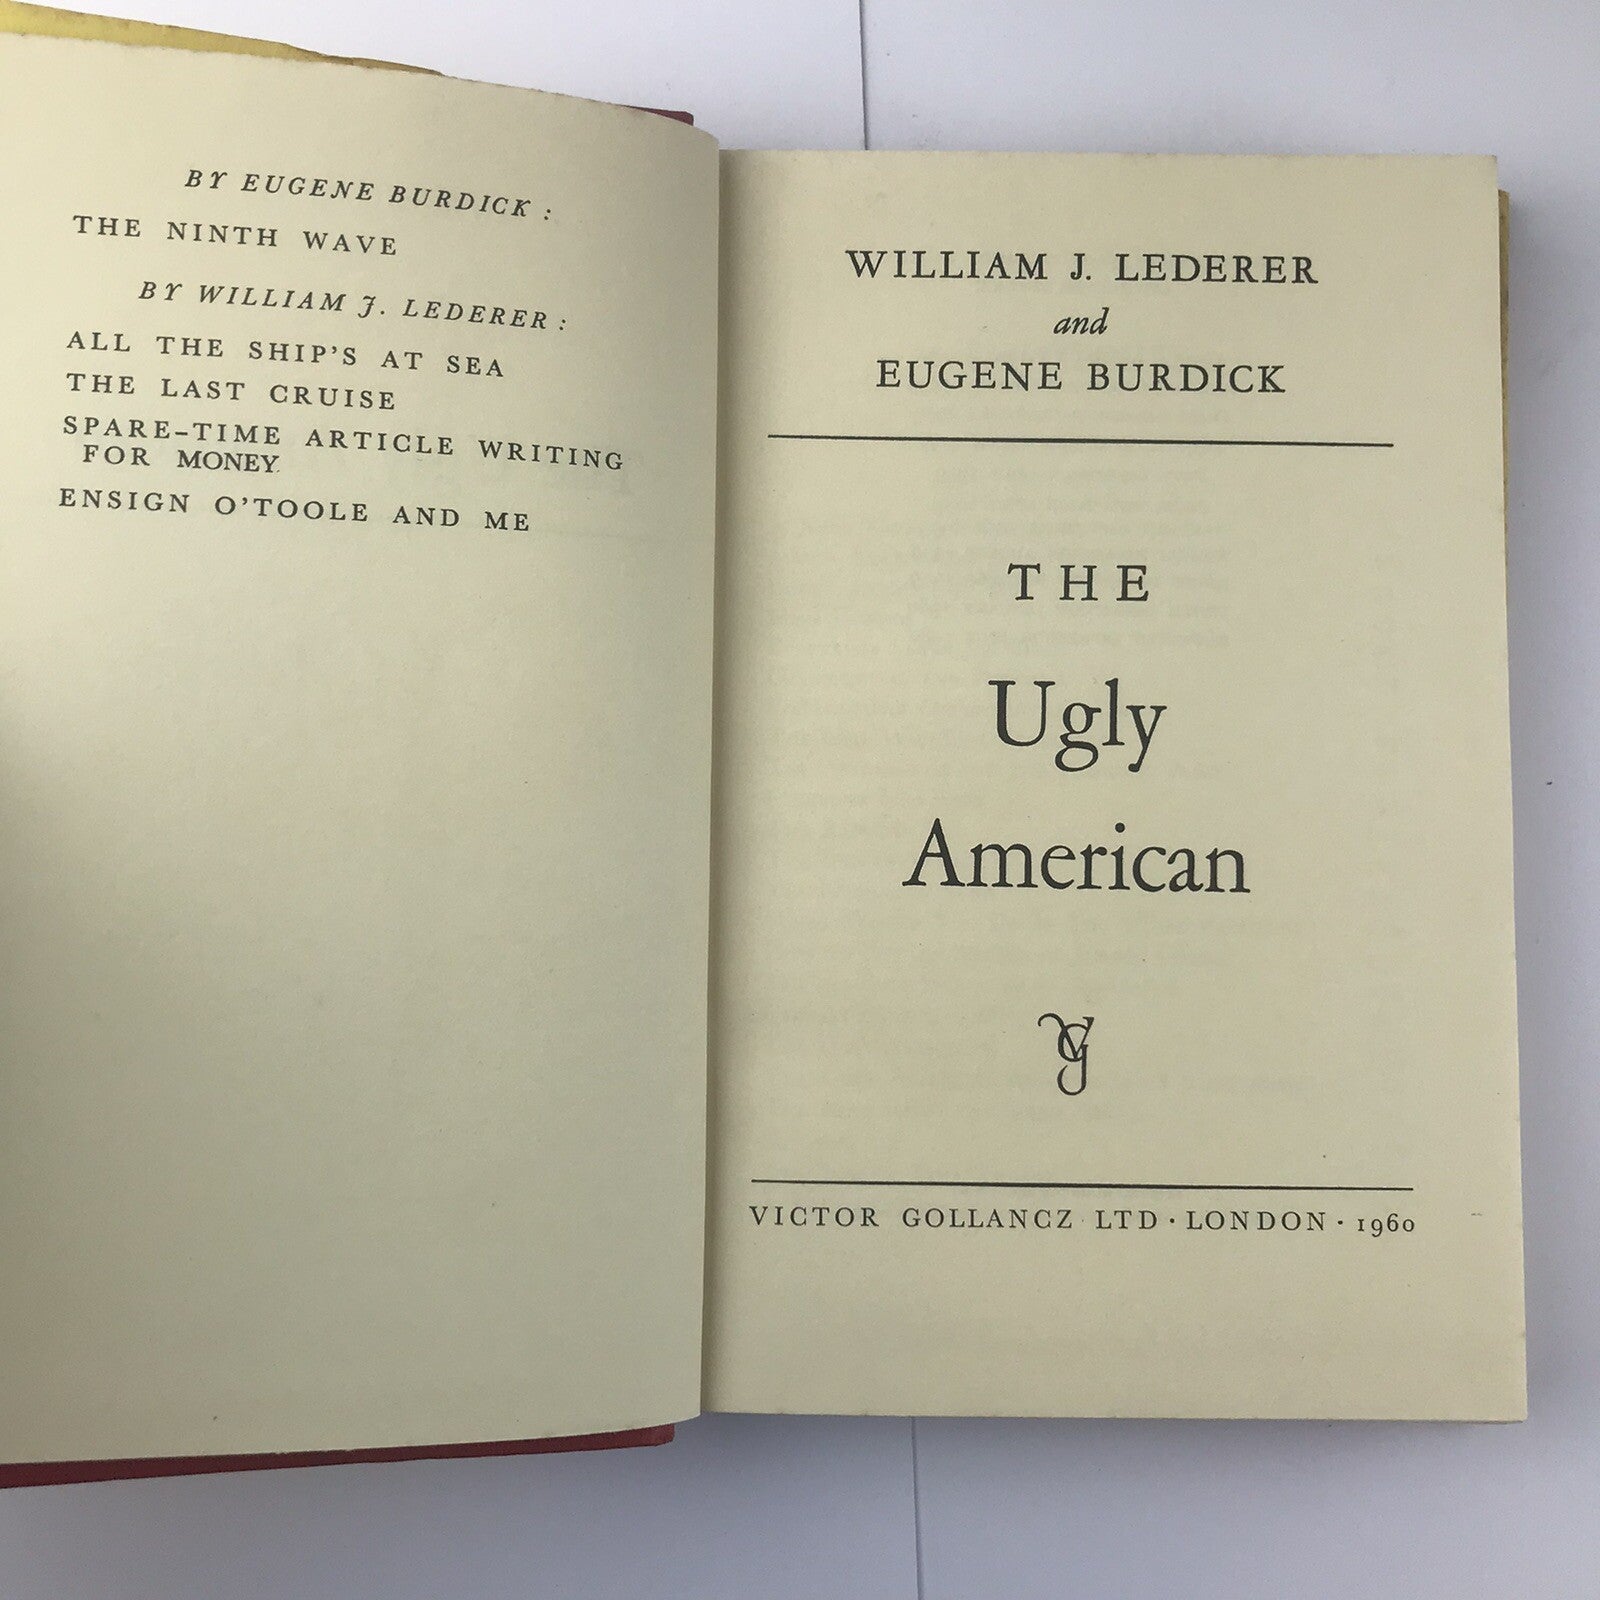 BY EUGENE BURDICK :
THE NINTH WAVE
BY WILLIAM J. LEDERER :
ALL THE SHIP'S AT SEA
THE LAST CRUISE
SPARE-TIME ARTICLE WRITING
FOR MONEY
ENSIGN O'TOOLE AND ME
WILLIAM J. LEDERER
and
EUGENE BURDICK
THE
Ugly
American
VG
VICTOR GOLLANCZ LTD · LONDON · 1960